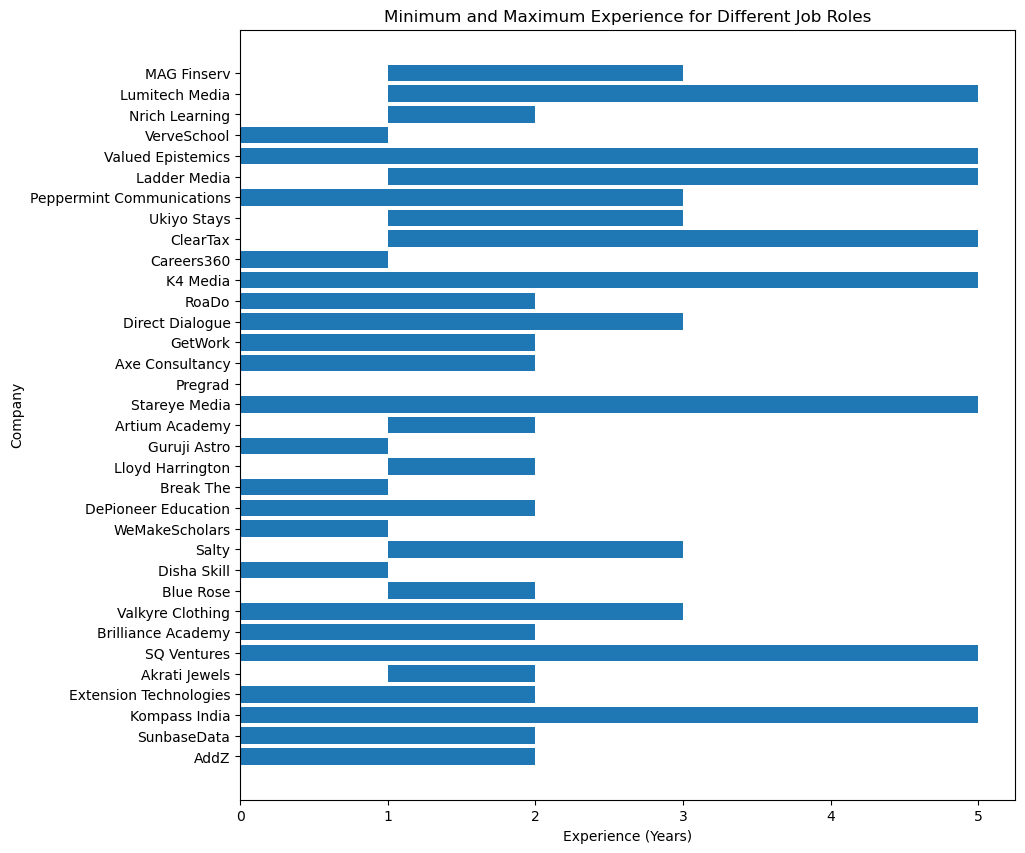 Minimum and Maximum Experience for Different Job Roles
MAG Finserv
Lumitech Media
Nrich Learning
VerveSchool
Valued Epistemics
Ladder Media
Peppermint Communications
Ukiyo Stays
ClearTax
Careers360
K4 Media
RoaDo
Direct Dialogue
GetWork
Axe Consultancy
Pregrad
Stareye Media
Artium Academy
Guruji Astro
Lloyd Harrington
Break The
DePioneer Education
WeMakeScholars
Salty
Disha Skill
Blue Rose
Valkyre Clothing
Brilliance Academy
SQ Ventures
Akrati Jewels
Extension Technologies
Kompass India
SunbaseData
AddZ
Company
0 1 2 3 4 5
Experience (Years)